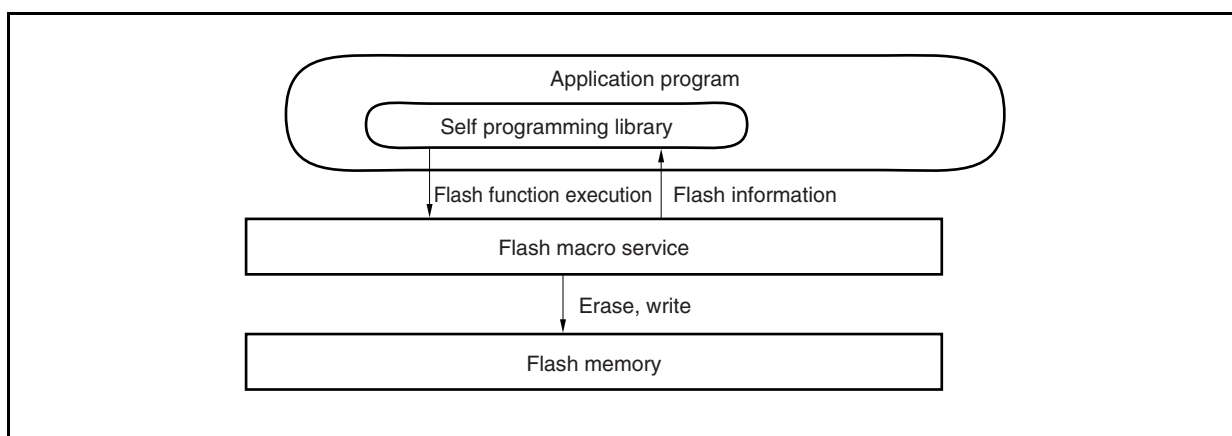 Application program
Self programming library
Flash function execution
Flash information
Flash macro service
Erase, write
Flash memory